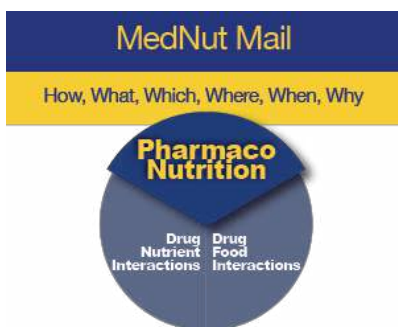 MedNut Mail
How, What, Which, Where, When, Why
Pharmaco
Nutrition
Drug
Nutrient
Interactions
Drug
Food
Interactions